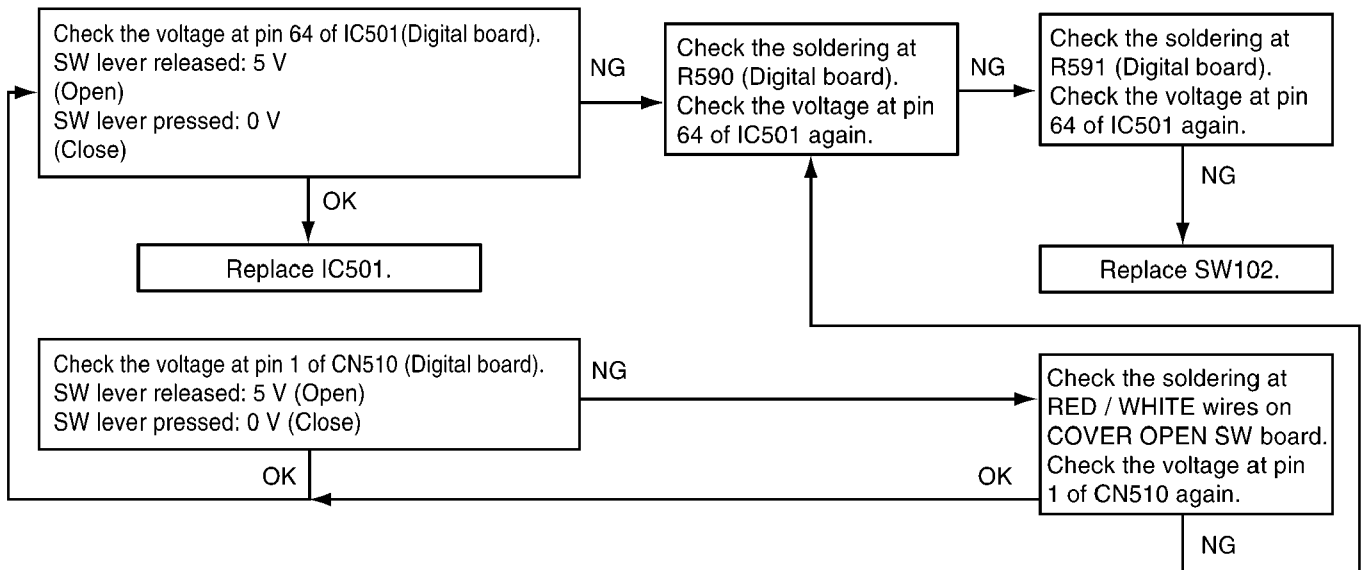 Check the voltage at pin 64 of IC501(Digital board).
SW lever released: 5 V
(Open)
SW lever pressed: 0 V
(Close)
NG
Check the soldering at
R590 (Digital board).
Check the voltage at pin
64 of IC501 again.
NG
Check the soldering at
R591 (Digital board).
Check the voltage at pin
64 of IC501 again.
OK
NG
Replace IC501.
Replace SW102.
Check the voltage at pin 1 of CN510 (Digital board).
SW lever released: 5 V (Open)
SW lever pressed: 0 V (Close)
NG
Check the soldering at
RED / WHITE wires on
COVER OPEN SW board.
Check the voltage at pin
1 of CN510 again.
OK
OK
NG